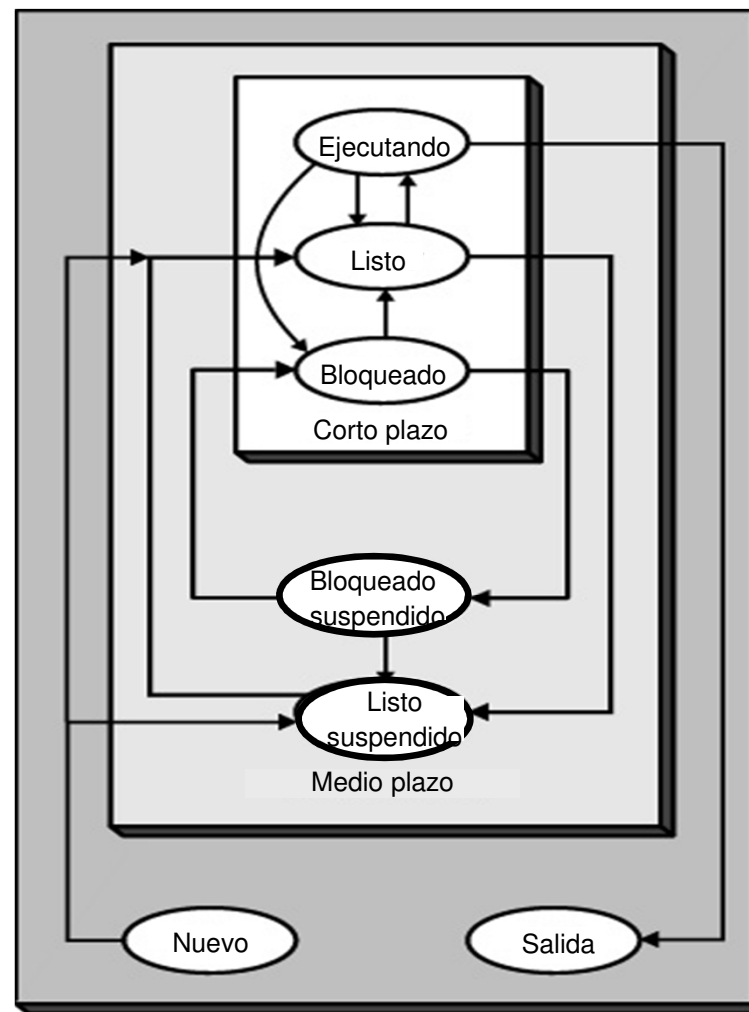 Ejecutando
Listo
Bloqueado
Corto plazo
Bloqueado
suspendido
Listo
suspendido
Medio plazo
Nuevo
Salida